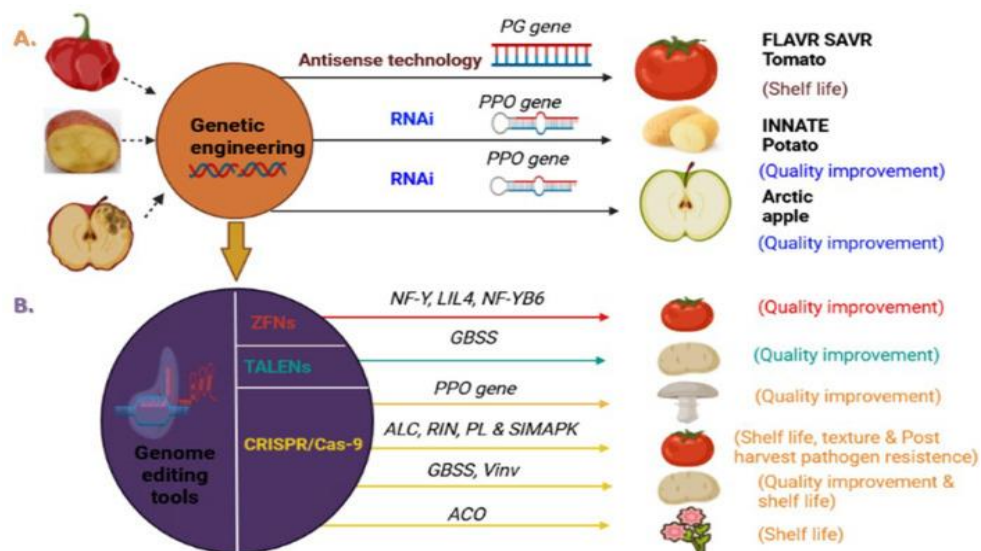 A.
PG gene
Antisense technology
FLAVR SAVR
Tomato
(Shelf life)
Genetic
engineering
RNAi
PPO gene
INNATE
Potato
(Quality improvement)
RNAi
PPO gene
Arctic
apple
(Quality improvement)
B.
Genome
editing
tools
ZFNs
NF-Y, LIL4, NF-YB6
(Quality improvement)
TALENs
GBSS
(Quality improvement)
CRISPR/Cas-9
PPO gene
(Quality improvement)
ALC, RIN, PL & SIMAPK
(Shelf life, texture & Post
harvest pathogen resistence)
GBSS, Vinv
(Quality improvement &
shelf life)
ACO
(Shelf life)